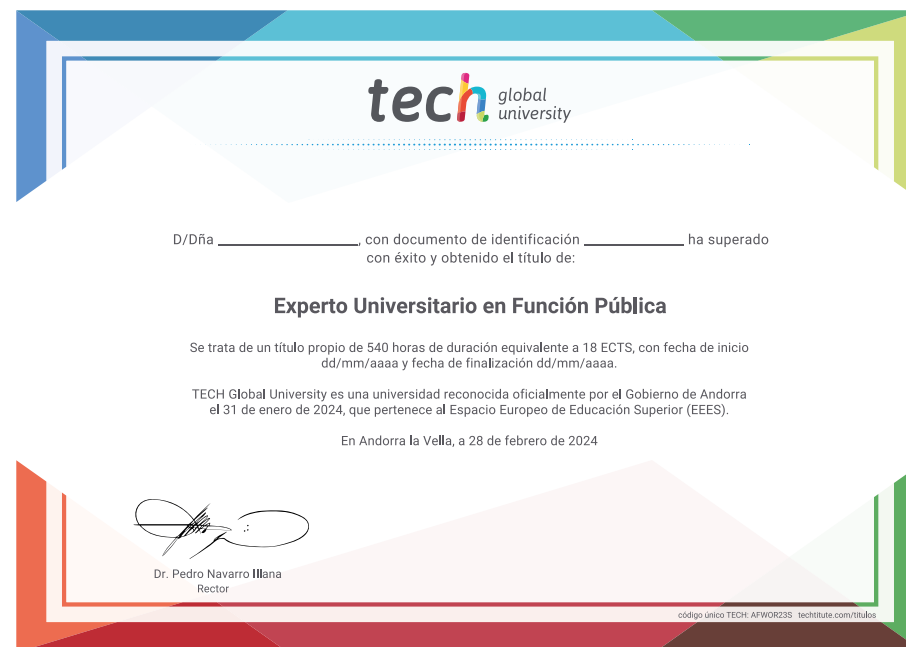 tech global university
D/Dña ____________________, con documento de identificación ______________ ha superado
con éxito y obtenido el título de:
Experto Universitario en Función Pública
Se trata de un título propio de 540 horas de duración equivalente a 18 ECTS, con fecha de inicio
dd/mm/aaaa y fecha de finalización dd/mm/aaaa.
TECH Global University es una universidad reconocida oficialmente por el Gobierno de Andorra
el 31 de enero de 2024, que pertenece al Espacio Europeo de Educación Superior (EEES).
En Andorra la Vella, a 28 de febrero de 2024
Dr. Pedro Navarro Illana
Rector
código único TECH: AFWOR23S techtitute.com/titulos